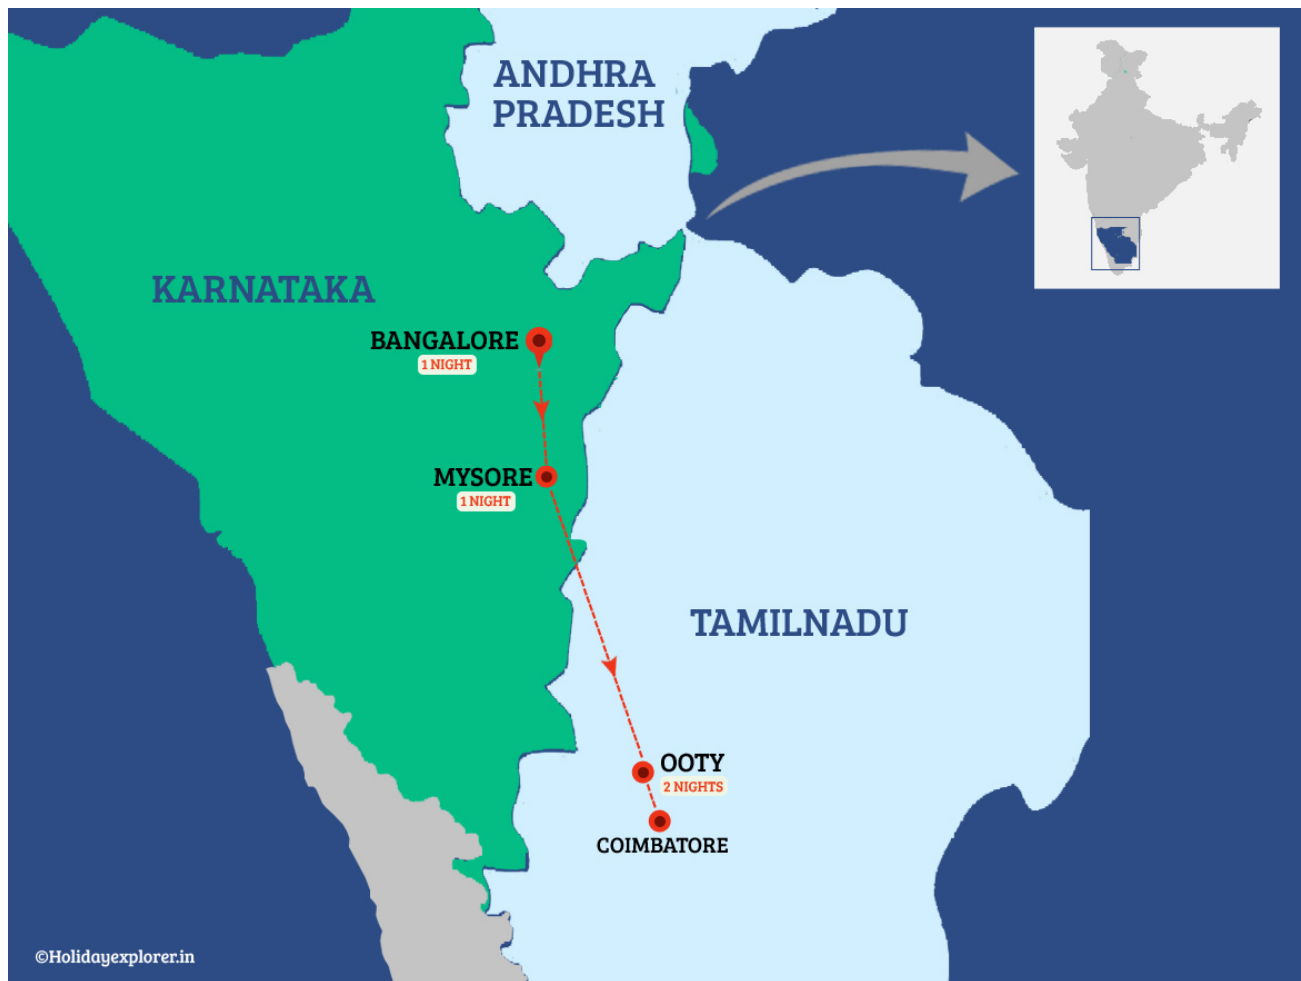 ANDHRA
PRADESH
KARNATAKA
BANGALORE
1 NIGHT
MYSORE
1 NIGHT
TAMILNADU
OOTY
2 NIGHTS
COIMBATORE
©Holidayexplorer.in